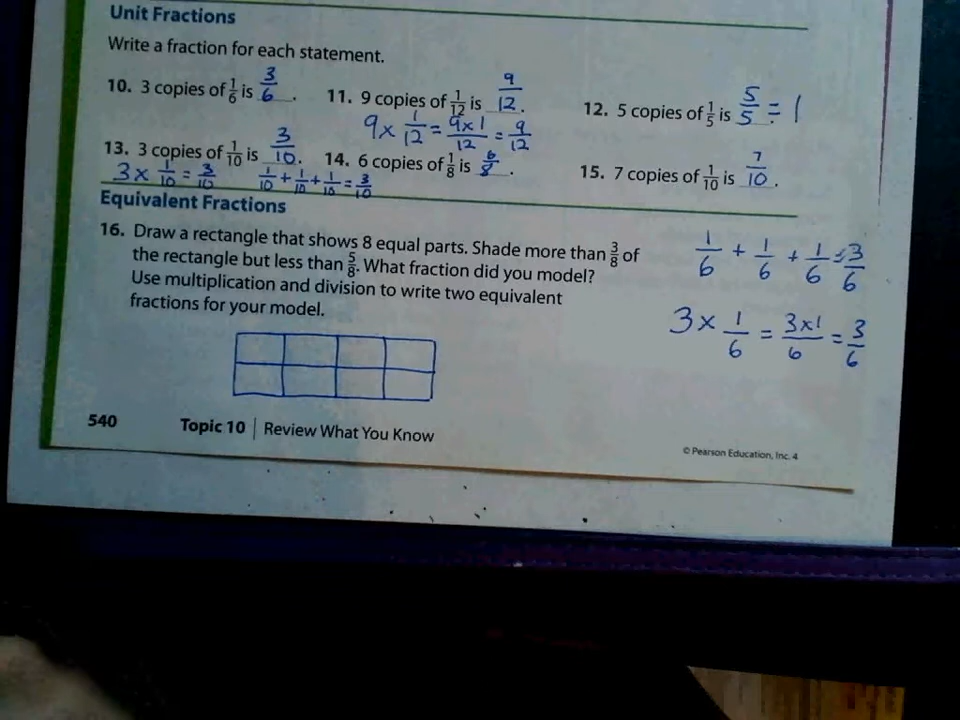 Unit Fractions
Write a fraction for each statement.
10. 3 copies of 1/6 is 3/6.
11. 9 copies of 1/12 is 9/12.
12. 5 copies of 1/5 is 5/5. = 1
9 x 1/12 = 9x1/12 = 9/12
13. 3 copies of 1/10 is 3/10.
14. 6 copies of 1/8 is 6/8.
15. 7 copies of 1/10 is 7/10.
3 x 1/10 = 3/10
1/10 + 1/10 + 1/10 = 3/10
Equivalent Fractions
16. Draw a rectangle that shows 8 equal parts. Shade more than 3/8 of
the rectangle but less than 5/8. What fraction did you model?
Use multiplication and division to write two equivalent
fractions for your model.
1/6 + 1/6 + 1/6 = 3/6
3 x 1/6 = 3x1/6 = 3/6
540
Topic 10 | Review What You Know
© Pearson Education, Inc. 4